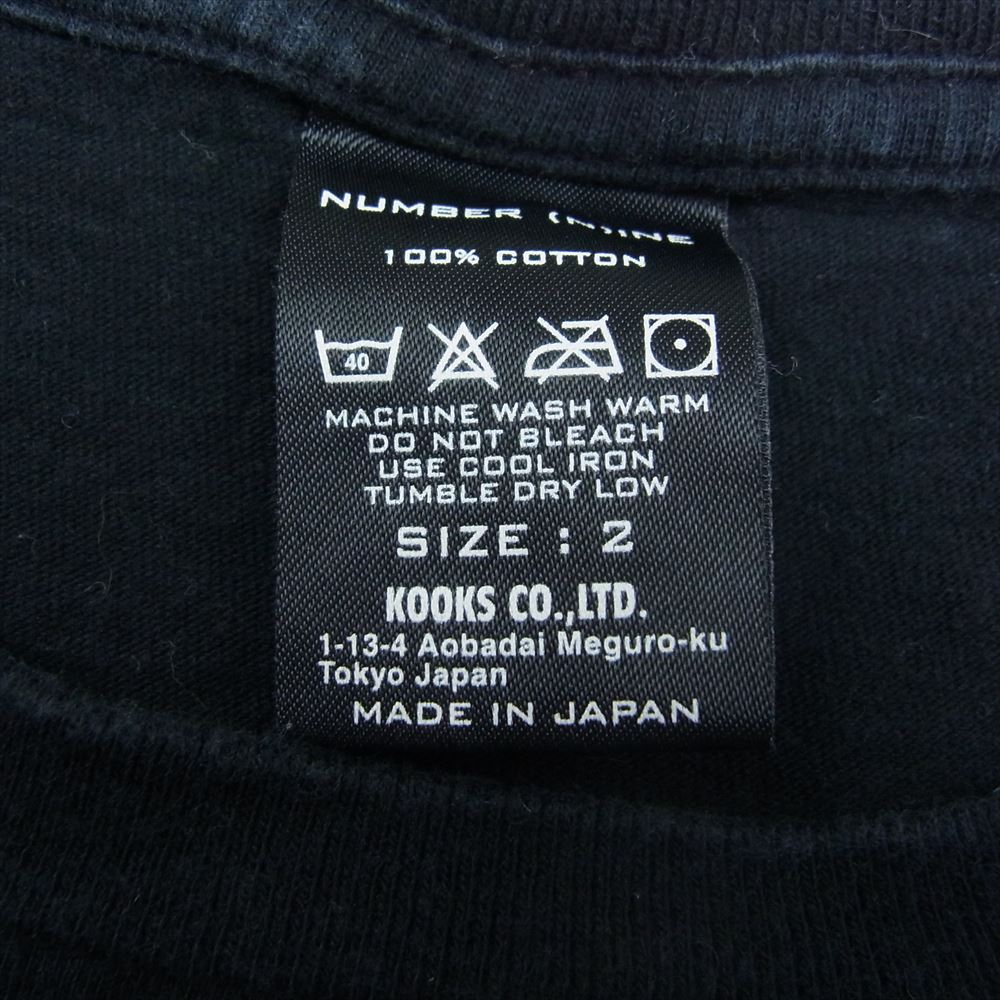 NUMBER (N)INE
100% COTTON
40
MACHINE WASH WARM
DO NOT BLEACH
USE COOL IRON
TUMBLE DRY LOW
SIZE : 2
KOOKS CO.,LTD.
1-13-4 Aobadai Meguro-ku
Tokyo Japan
MADE IN JAPAN